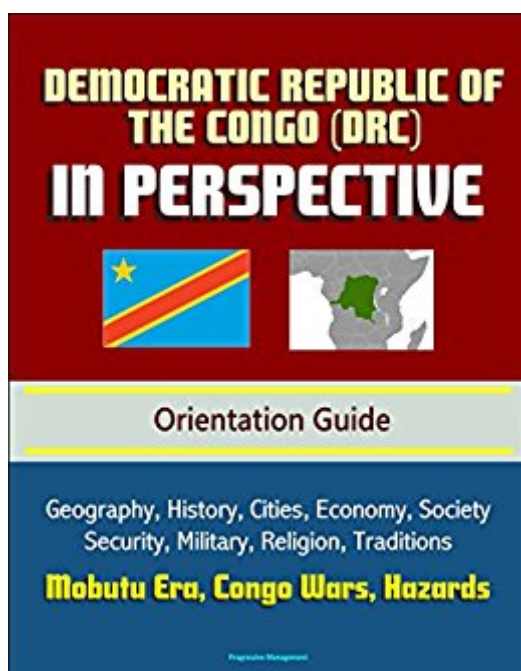 DEMOCRATIC REPUBLIC OF
THE CONGO (DRC)
IN PERSPECTIVE
Orientation Guide
Geography, History, Cities, Economy, Society
Security, Military, Religion, Traditions
Mobutu Era, Congo Wars, Hazards
Progressive Management